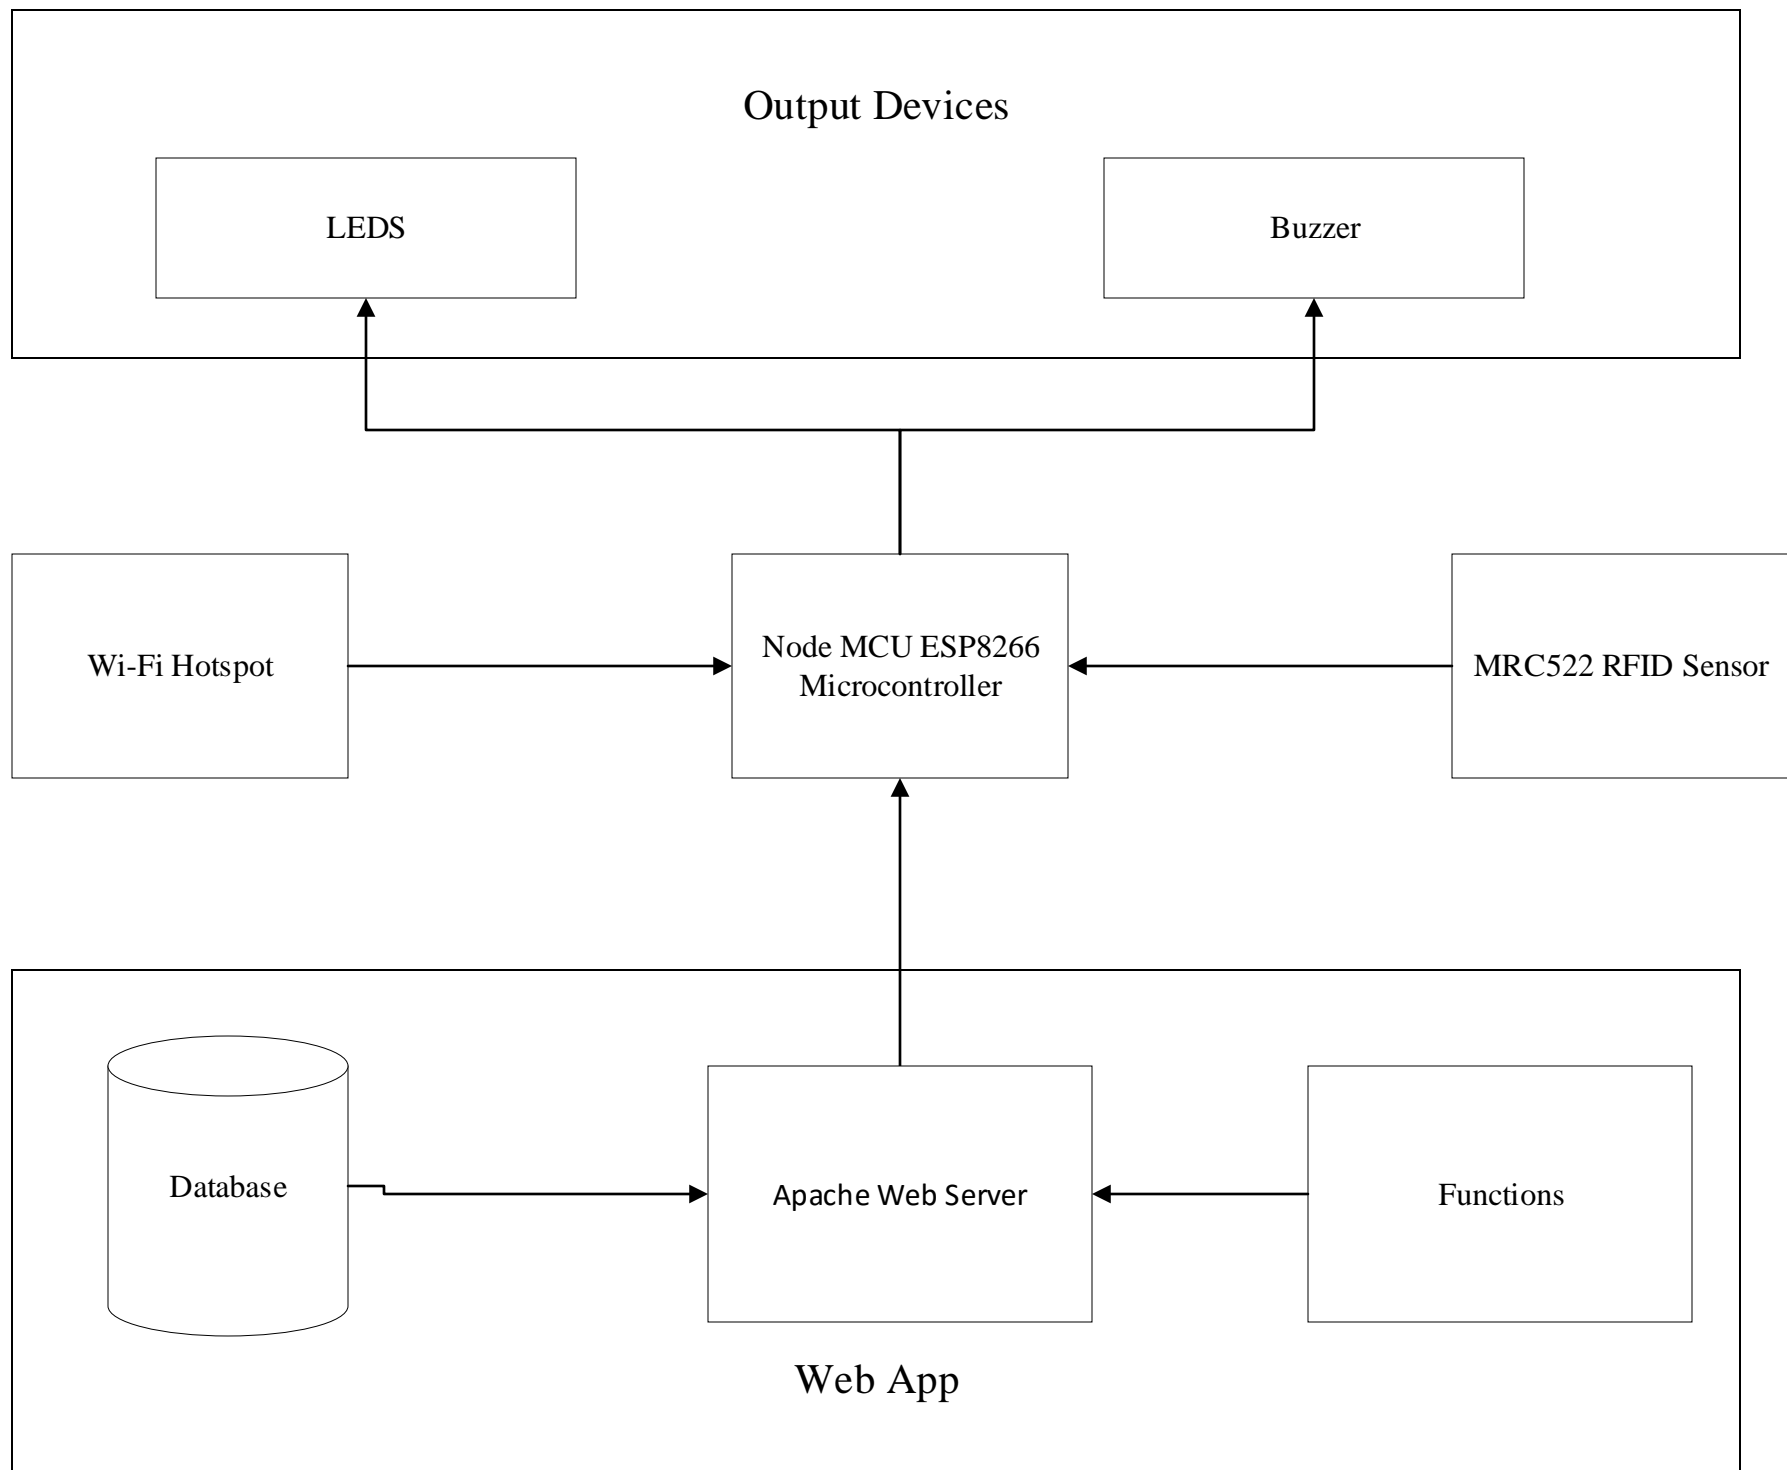 Output Devices
LEDS
Buzzer
Wi-Fi Hotspot
Node MCU ESP8266
Microcontroller
MRC522 RFID Sensor
Database
Apache Web Server
Functions
Web App